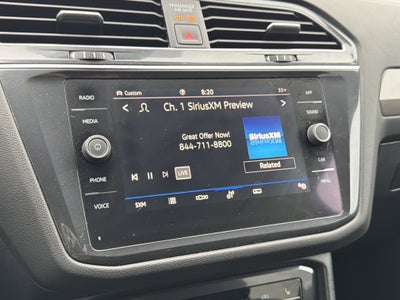 PASSENGER
AIR BAG
RADIO
MEDIA
PHONE
VOICE
Custom
8:20
Ch. 1 SiriusXM Preview
Great Offer Now!
844-711-8800
SiriusXM
Related
LIVE
SXM
APP
SOUND
CAR
MENU